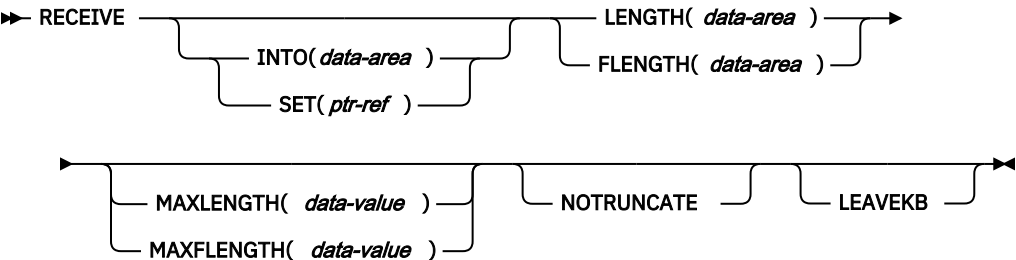 RECEIVE LENGTH( data-area )
INTO( data-area ) FLENGTH( data-area )
SET( ptr-ref )
MAXLENGTH( data-value ) NOTRUNCATE LEAVEKB
MAXFLENGTH( data-value )